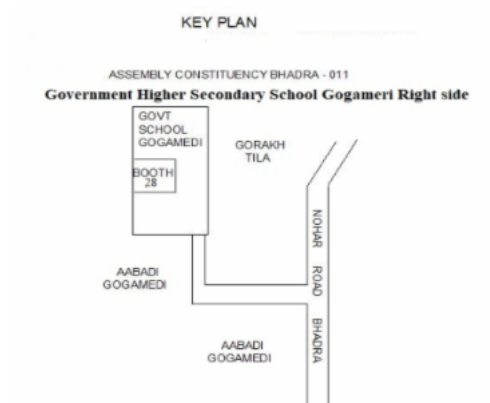 KEY PLAN
ASSEMBLY CONSTITUENCY BHADRA - 011
Government Higher Secondary School Gogameri Right side
GOVT
SCHOOL
GOGAMEDI
BOOTH
28
GORAKH
TILA
NOHAR ROAD BHADRA
AABADI
GOGAMEDI
AABADI
GOGAMEDI